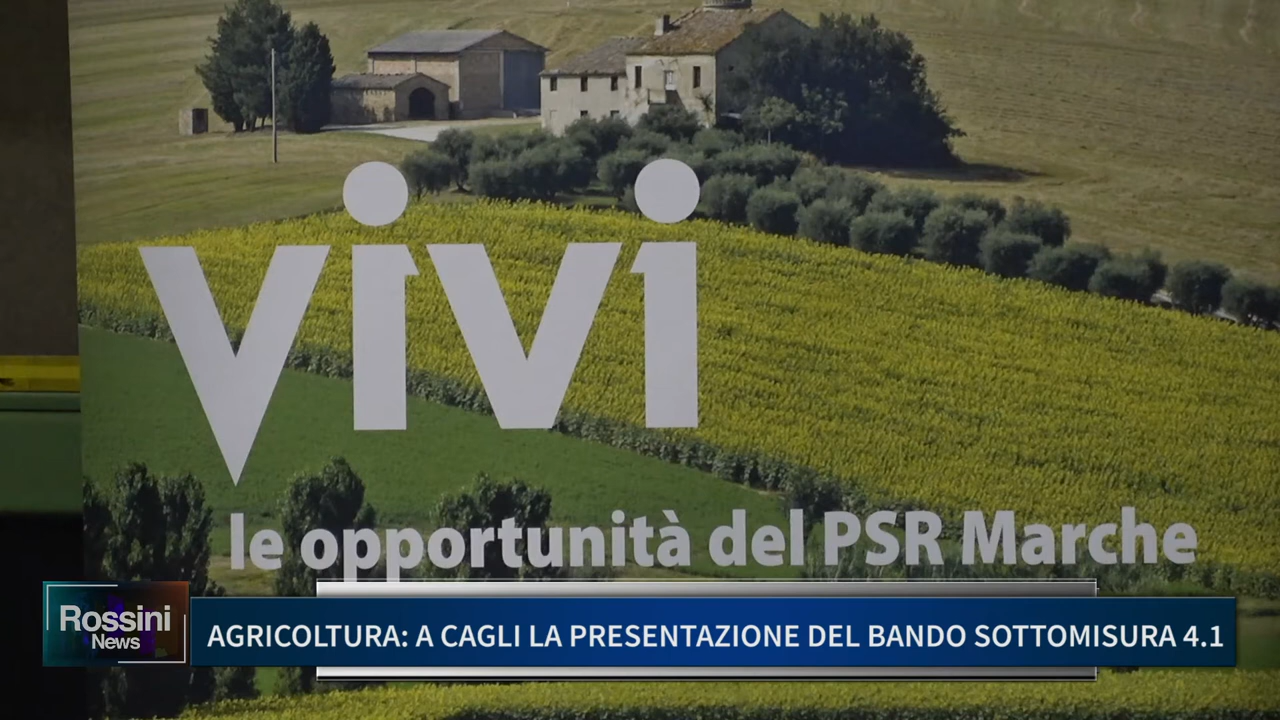 vivi
le opportunità del PSR Marche
Rossini
News
AGRICOLTURA: A CAGLI LA PRESENTAZIONE DEL BANDO SOTTOMISURA 4.1